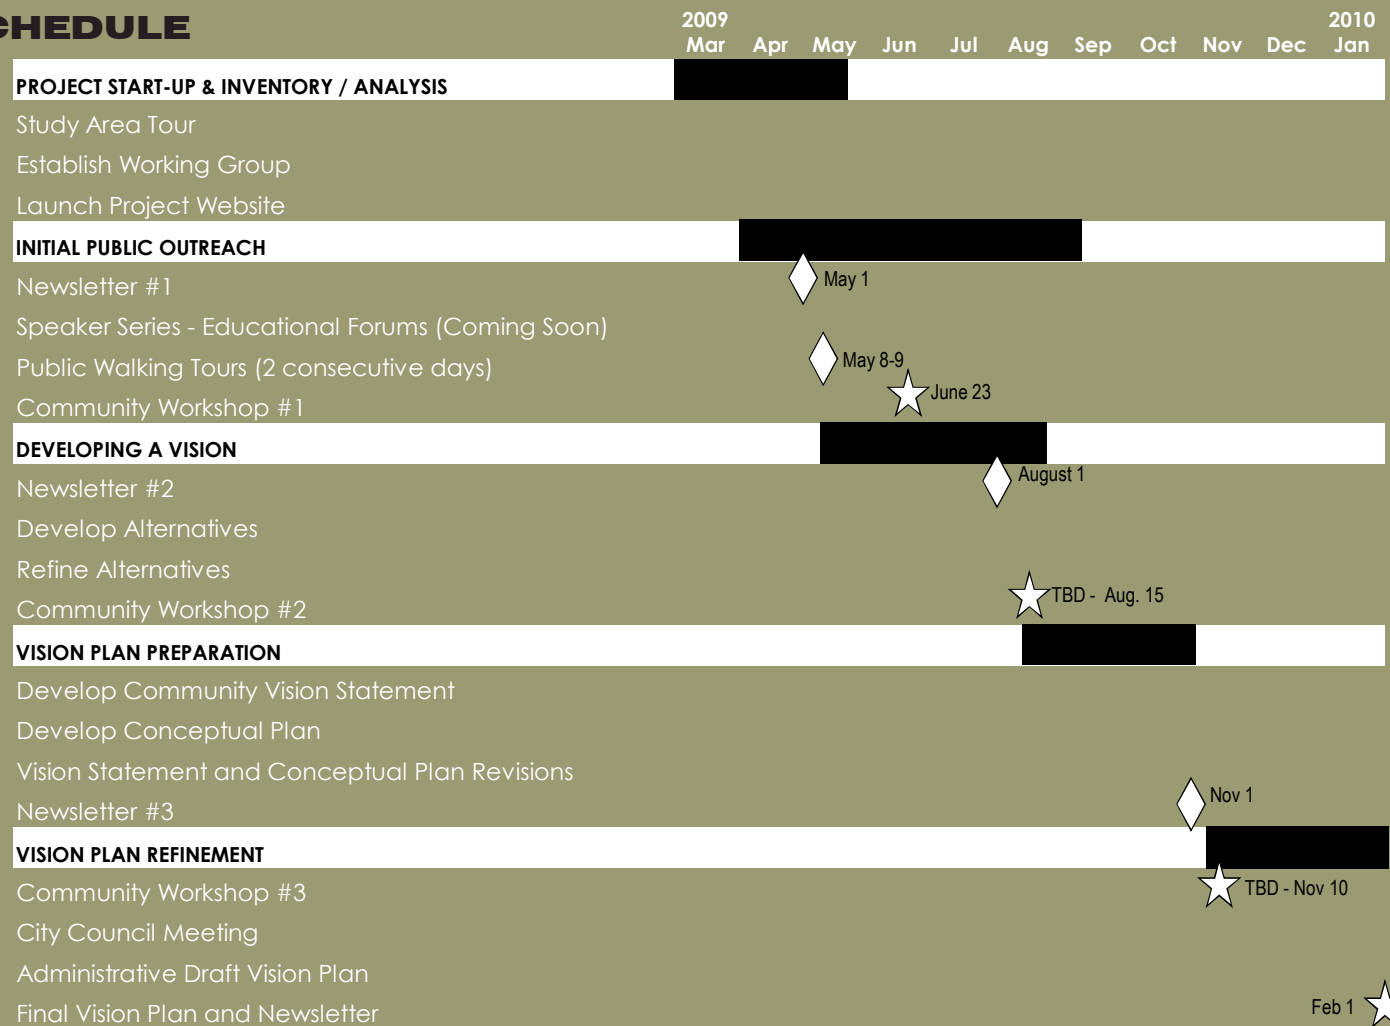 CHEDULE
2009 2010
Mar Apr May Jun Jul Aug Sep Oct Nov Dec Jan
PROJECT START-UP & INVENTORY / ANALYSIS
Study Area Tour
Establish Working Group
Launch Project Website
INITIAL PUBLIC OUTREACH
Newsletter #1 May 1
Speaker Series - Educational Forums (Coming Soon)
Public Walking Tours (2 consecutive days) May 8-9
Community Workshop #1 June 23
DEVELOPING A VISION
Newsletter #2 August 1
Develop Alternatives
Refine Alternatives
Community Workshop #2 TBD - Aug. 15
VISION PLAN PREPARATION
Develop Community Vision Statement
Develop Conceptual Plan
Vision Statement and Conceptual Plan Revisions
Newsletter #3 Nov 1
VISION PLAN REFINEMENT
Community Workshop #3 TBD - Nov 10
City Council Meeting
Administrative Draft Vision Plan
Final Vision Plan and Newsletter Feb 1